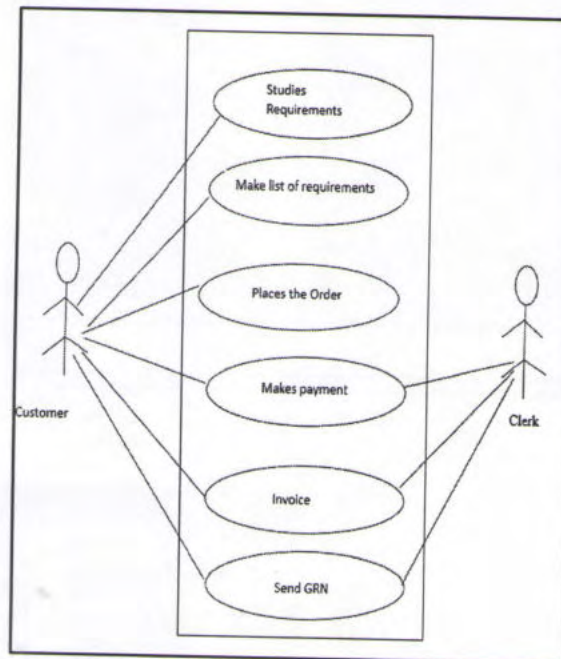 Studies
Requirements
Make list of requirements
Places the Order
Makes payment
Customer
Clerk
Invoice
Send GRN